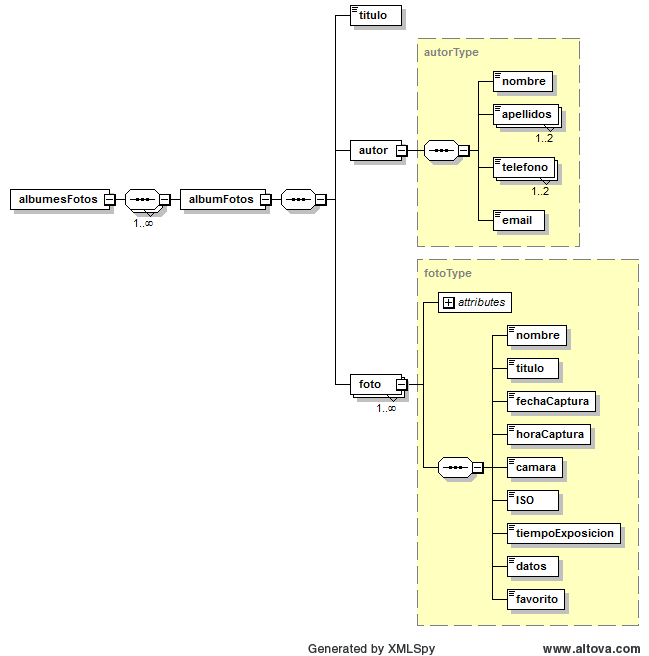 titulo
autorType
nombre
apellidos
1..2
autor
telefono
1..2
email
albumesFotos
1..∞
albumFotos
fotoType
attributes
foto
1..∞
nombre
titulo
fechaCaptura
horaCaptura
camara
ISO
tiempoExposicion
datos
favorito
Generated by XMLSpy
www.altova.com